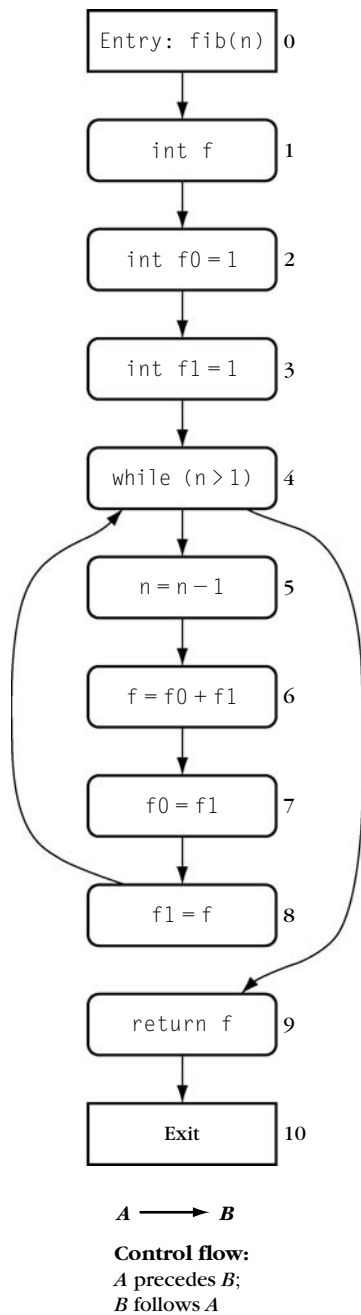 Entry: fib(n) 0
int f 1
int f0 = 1 2
int f1 = 1 3
while (n > 1) 4
n = n − 1 5
f = f0 + f1 6
f0 = f1 7
f1 = f 8
return f 9
Exit 10
A B
Control flow:
A precedes B;
B follows A